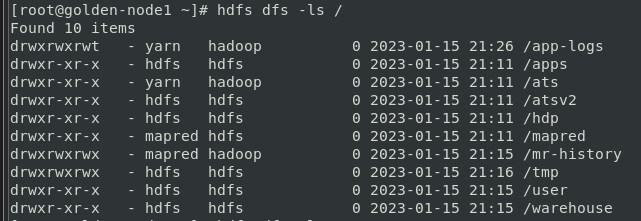 [root@golden-node1 ~]# hdfs dfs -ls /
Found 10 items
drwxrwxrwt   - yarn   hadoop          0 2023-01-15 21:26 /app-logs
drwxr-xr-x   - hdfs   hdfs            0 2023-01-15 21:11 /apps
drwxr-xr-x   - yarn   hadoop          0 2023-01-15 21:11 /ats
drwxr-xr-x   - hdfs   hdfs            0 2023-01-15 21:11 /atsv2
drwxr-xr-x   - hdfs   hdfs            0 2023-01-15 21:11 /hdp
drwxr-xr-x   - mapred hdfs            0 2023-01-15 21:11 /mapred
drwxrwxrwx   - mapred hadoop          0 2023-01-15 21:15 /mr-history
drwxrwxrwx   - hdfs   hdfs            0 2023-01-15 21:16 /tmp
drwxr-xr-x   - hdfs   hdfs            0 2023-01-15 21:15 /user
drwxr-xr-x   - hdfs   hdfs            0 2023-01-15 21:15 /warehouse